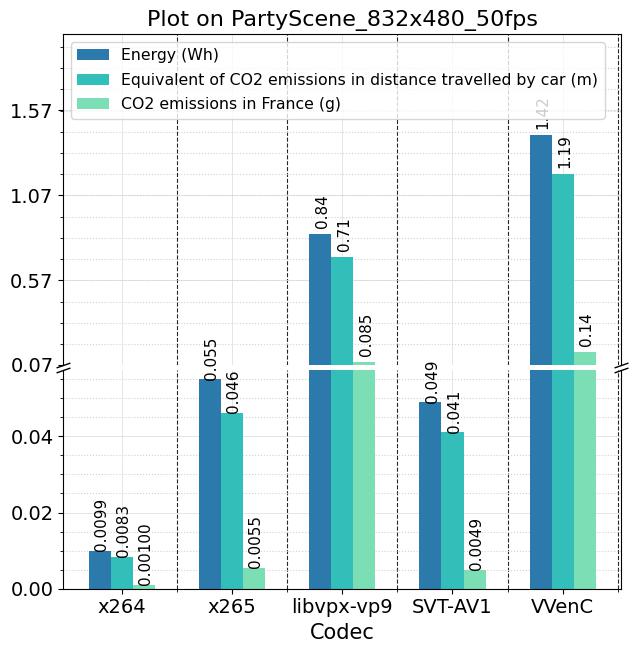 Plot on PartyScene_832x480_50fps
Energy (Wh)
Equivalent of CO2 emissions in distance travelled by car (m)
CO2 emissions in France (g)
1.57
1.07
0.57
0.07
0.04
0.02
0.00
0.0099
0.0083
0.00100
0.055
0.046
0.0055
0.84
0.71
0.085
0.049
0.041
0.0049
1.42
1.19
0.14
x264
x265
libvpx-vp9
SVT-AV1
VVenC
Codec